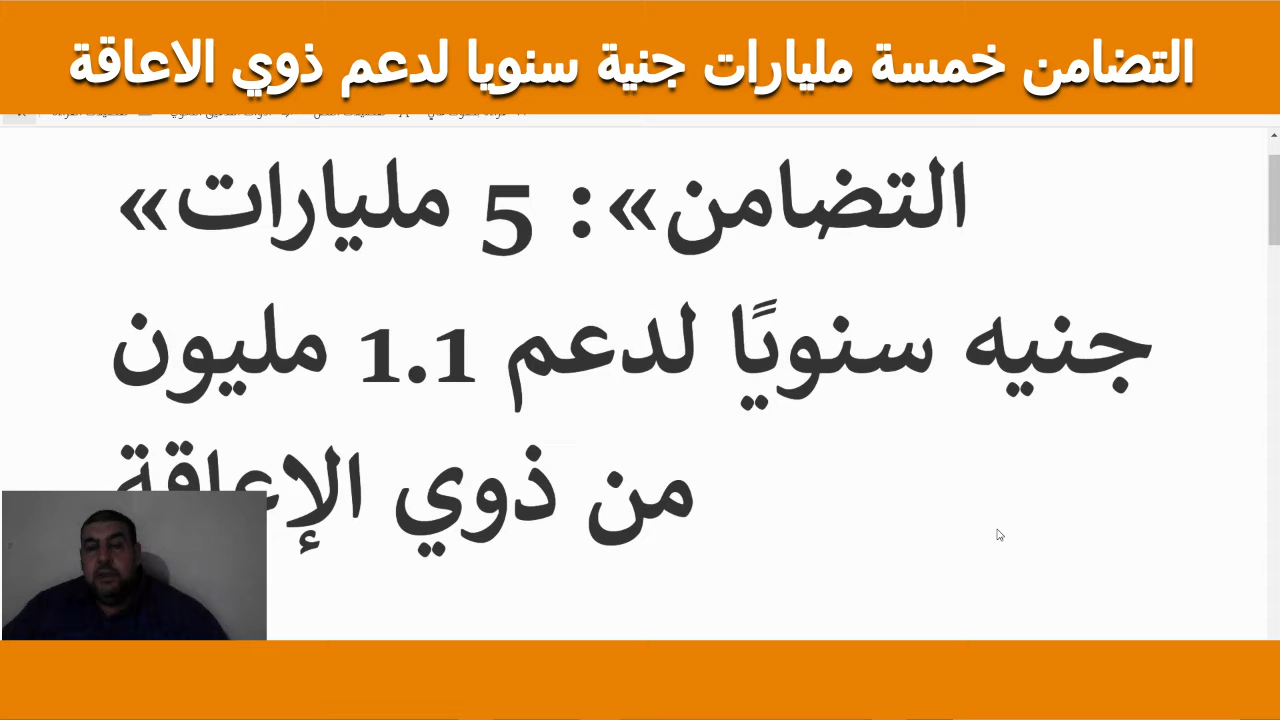 التضامن خمسة مليارات جنية سنويا لدعم ذوي الاعاقة
التضامن»: 5 مليارات»
جنيه سنويًا لدعم 1.1 مليون
من ذوي الإعاقة